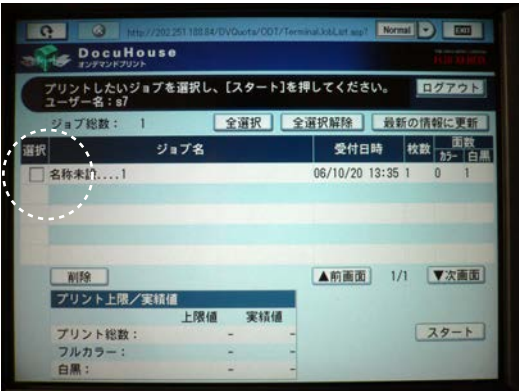 http://202.251.188.84/DVQuota/ODT/Terminal.JobList.asp?
Normal
EXIT
DocuHouse
オンデマンドプリント
プリントしたいジョブを選択し、[スタート]を押してください。
ログアウト
ユーザー名:s7
ジョブ総数: 1
全選択
全選択解除
最新の情報に更新
選択
ジョブ名
受付日時
枚数
面数
カラー
白黒
名称未設....1
06/10/20 13:35
1
0
1
削除
▲前画面
1/1
▼次画面
プリント上限/実績値
上限値
実績値
プリント総数: - -
フルカラー: - -
白黒: - -
スタート